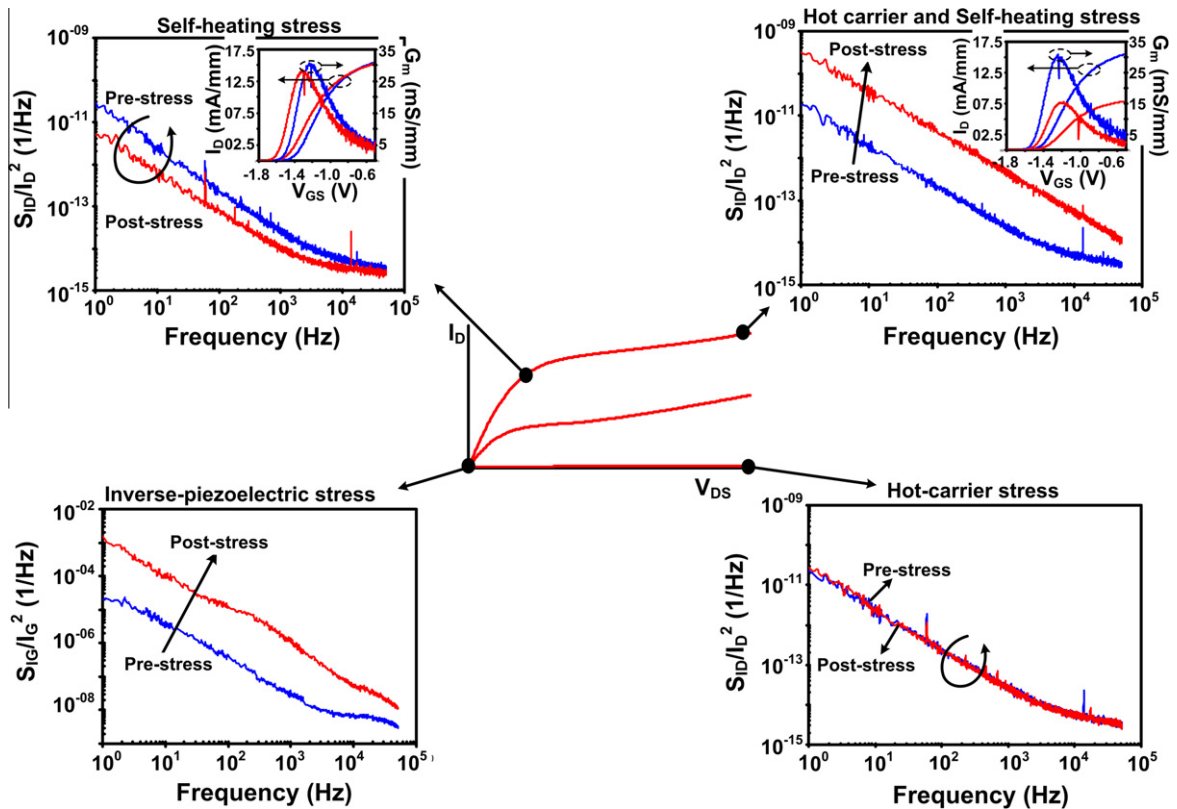 Self-heating stress
10^-09
10^-11
10^-13
10^-15
S_ID/I_D^2 (1/Hz)
Pre-stress
Post-stress
17.5
12.5
07.5
02.5
I_D (mA/mm)
35
25
15
5
G_m (mS/mm)
-1.8
-1.4
-1.0
-0.6
V_GS (V)
10^0
10^1
10^2
10^3
10^4
10^5
Frequency (Hz)
Hot carrier and Self-heating stress
10^-09
10^-11
10^-13
10^-15
S_ID/I_D^2 (1/Hz)
Post-stress
Pre-stress
17.5
12.5
07.5
02.5
I_D (mA/mm)
35
25
15
5
G_m (mS/mm)
-1.8
-1.4
-1.0
-0.6
V_GS (V)
10^0
10^1
10^2
10^3
10^4
10^5
Frequency (Hz)
I_D
V_DS
Inverse-piezoelectric stress
10^-02
10^-04
10^-06
10^-08
S_IG/I_G^2 (1/Hz)
Post-stress
Pre-stress
10^0
10^1
10^2
10^3
10^4
10^5
Frequency (Hz)
Hot-carrier stress
10^-09
10^-11
10^-13
10^-15
S_ID/I_D^2 (1/Hz)
Pre-stress
Post-stress
10^0
10^1
10^2
10^3
10^4
10^5
Frequency (Hz)